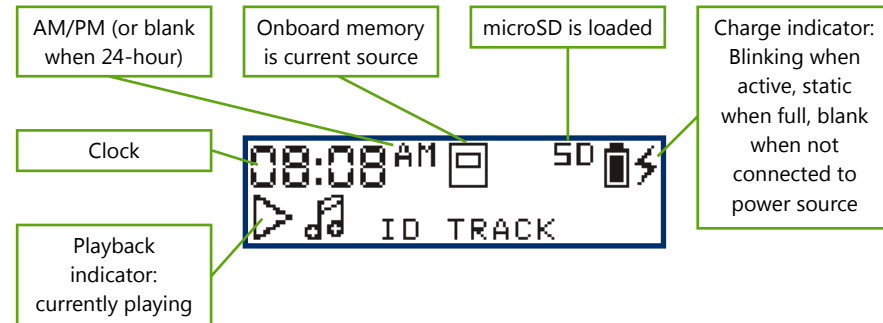 AM/PM (or blank
when 24-hour)
Onboard memory
is current source
microSD is loaded
Charge indicator:
Blinking when
active, static
when full, blank
when not
connected to
power source
Clock
08:08 AM SD
ID TRACK
Playback
indicator:
currently playing